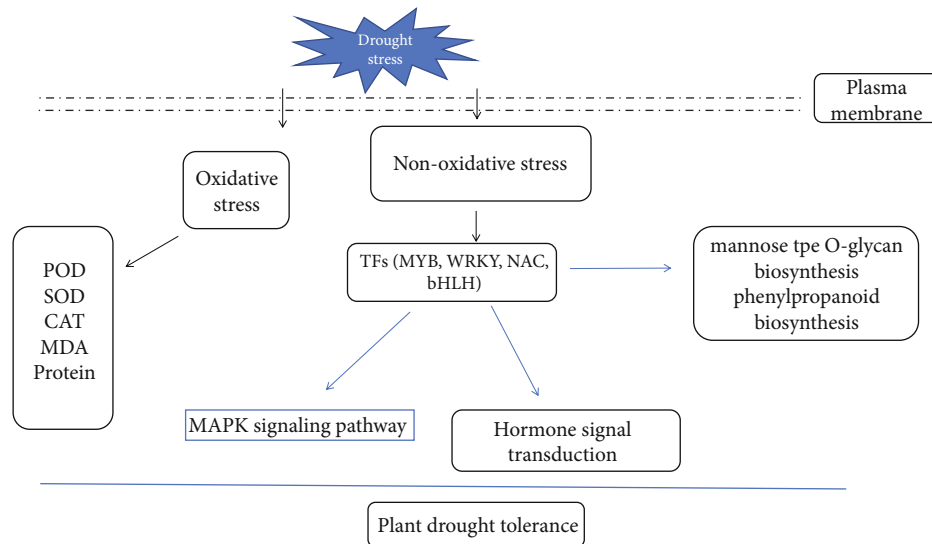 Drought
stress
Plasma
membrane
Oxidative
stress
Non-oxidative stress
POD
SOD
CAT
MDA
Protein
TFs (MYB, WRKY, NAC,
bHLH)
mannose tpe O-glycan
biosynthesis
phenylpropanoid
biosynthesis
MAPK signaling pathway
Hormone signal
transduction
Plant drought tolerance